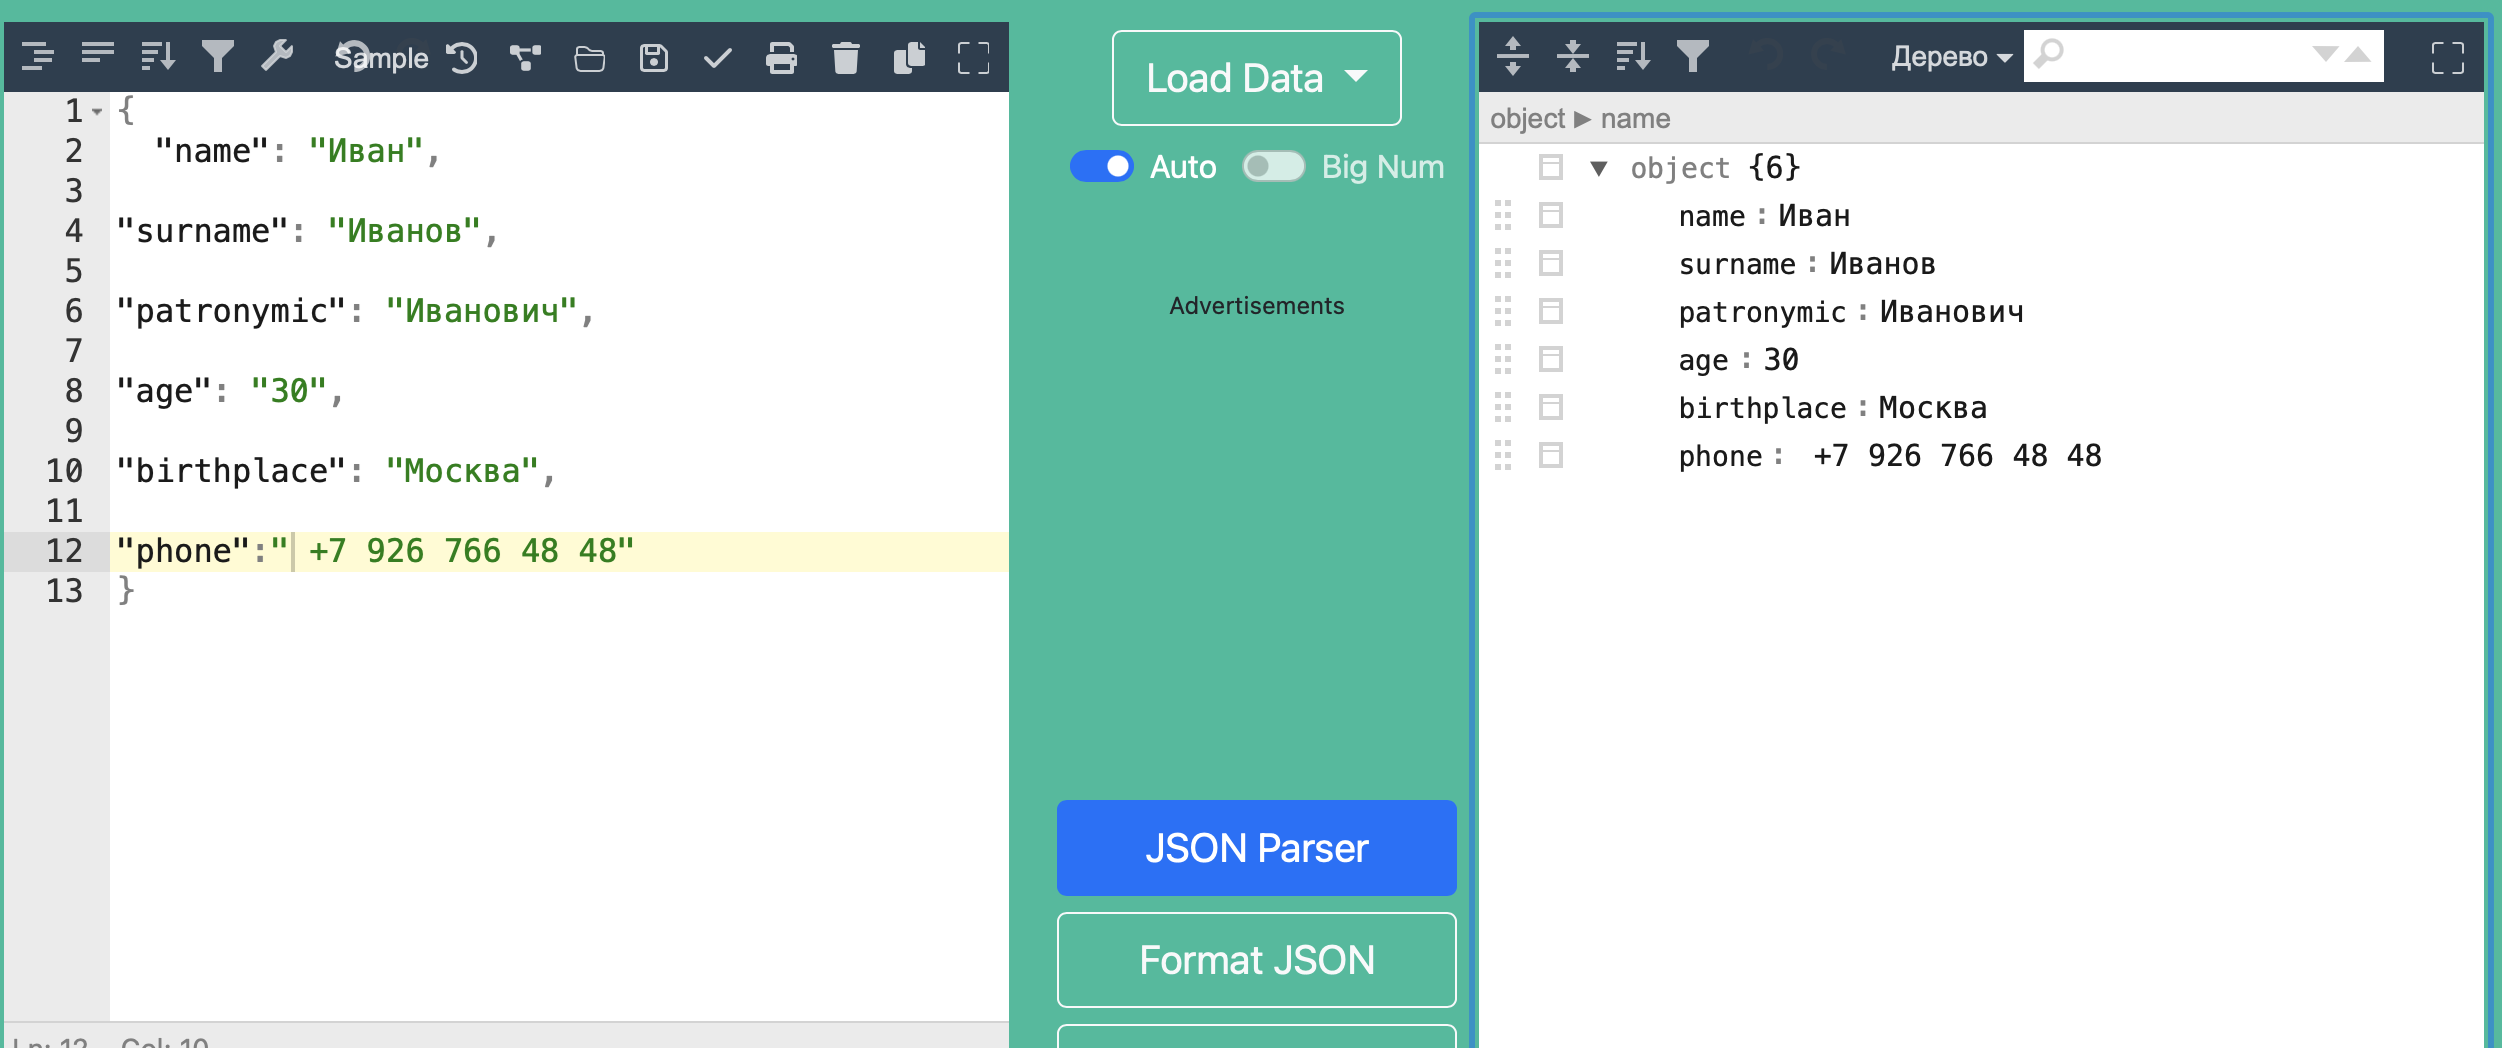 Sample
1 {
2 "name": "Иван",
3
4 "surname": "Иванов",
5
6 "patronymic": "Иванович",
7
8 "age": "30",
9
10 "birthplace": "Москва",
11
12 "phone":" +7 926 766 48 48"
13 }
Ln: 12 Col: 10
Load Data
Auto Big Num
Advertisements
JSON Parser
Format JSON
Дерево
object ► name
object {6}
name : Иван
surname : Иванов
patronymic : Иванович
age : 30
birthplace : Москва
phone : +7 926 766 48 48